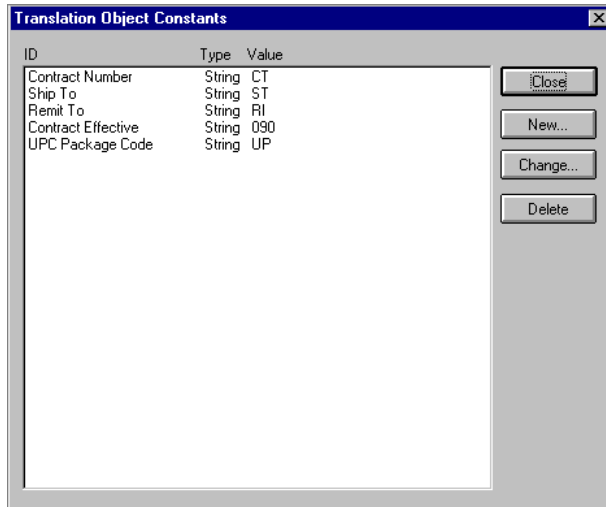 Translation Object Constants
ID Type Value
Contract Number String CT
Ship To String ST
Remit To String RI
Contract Effective String 090
UPC Package Code String UP
Close
New...
Change...
Delete